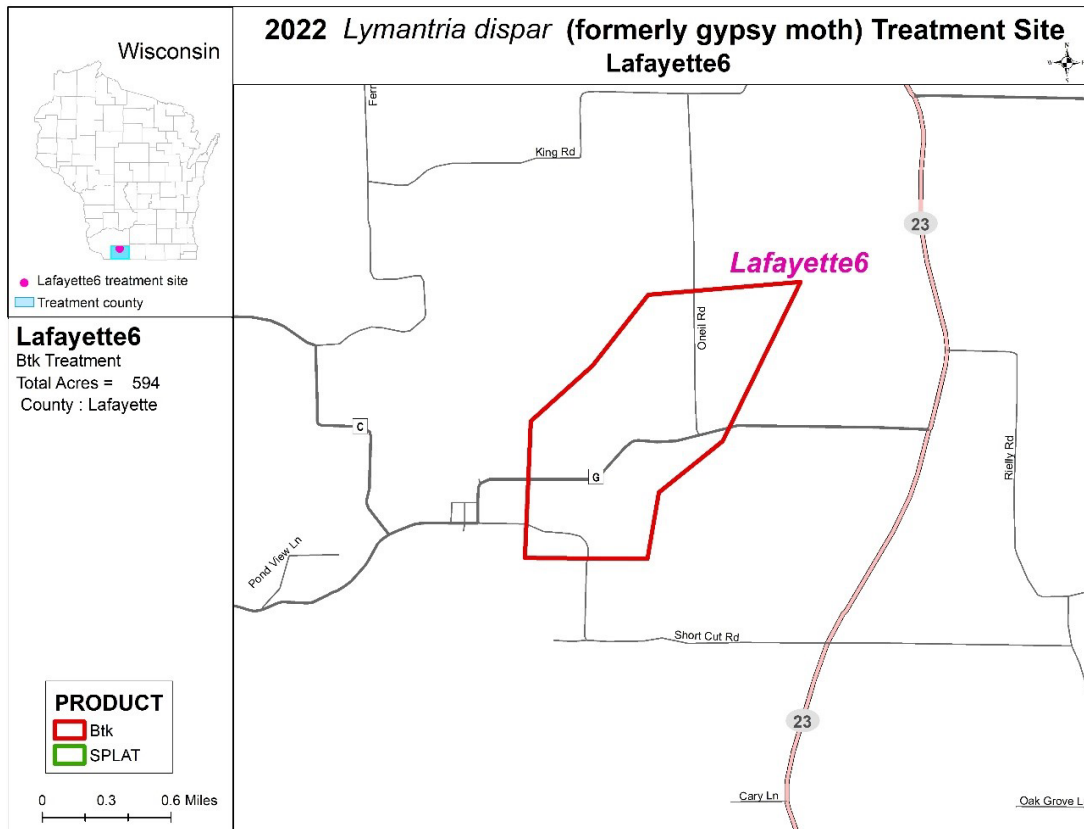 2022 Lymantria dispar (formerly gypsy moth) Treatment Site
Lafayette6
Wisconsin
Lafayette6 treatment site
Treatment county
Lafayette6
Btk Treatment
Total Acres = 594
County : Lafayette
PRODUCT
Btk
SPLAT
0 0.3 0.6 Miles
King Rd
23
Lafayette6
Oneil Rd
C
G
Rielly Rd
Pond View Ln
Short Cut Rd
23
Cary Ln
Oak Grove L